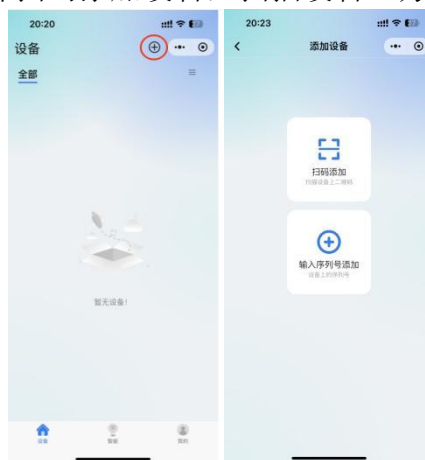 20:20
设备
全部
暂无设备!
设备
智能
我的
20:23
添加设备
扫码添加
扫描设备上二维码
输入序列号添加
设备上的序列号